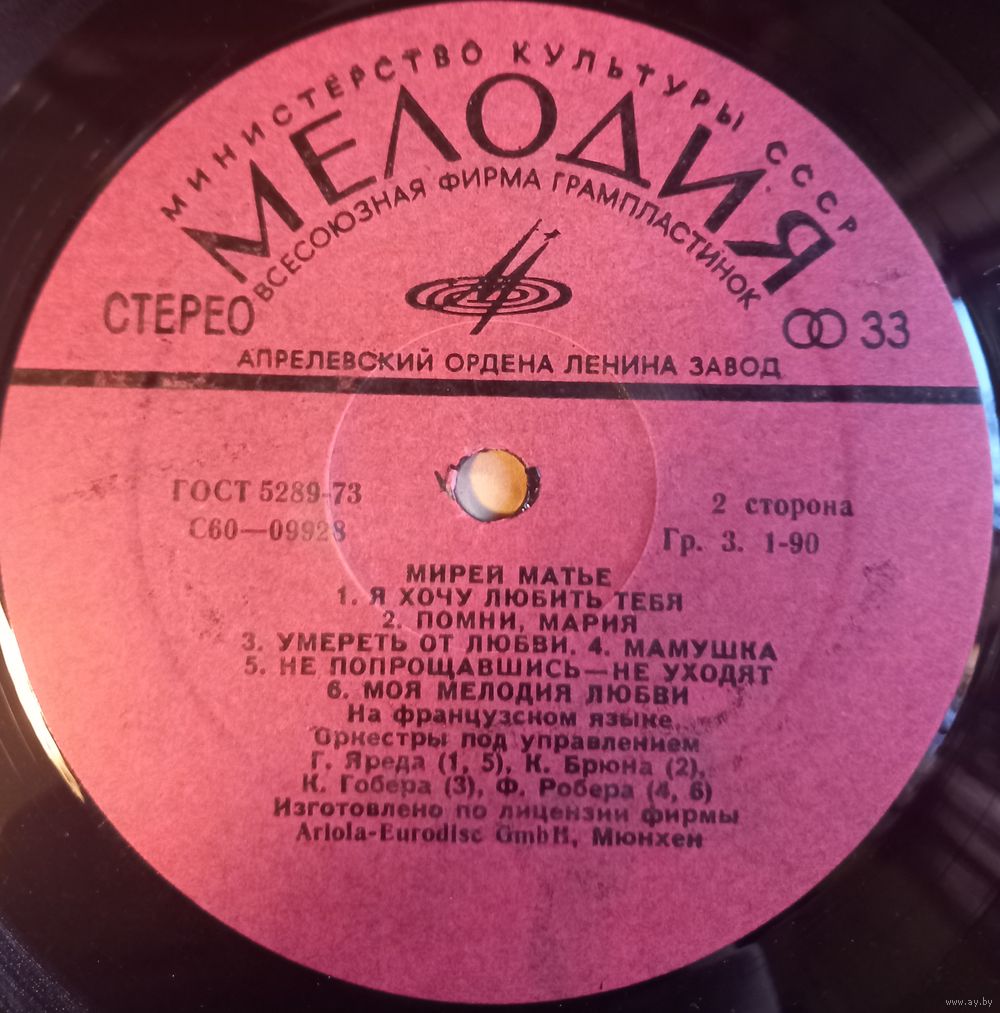 МИНИСТЕРСТВО КУЛЬТУРЫ СССР
МЕЛОДИЯ
ВСЕСОЮЗНАЯ ФИРМА ГРАМПЛАСТИНОК
СТЕРЕО
33
АПРЕЛЕВСКИЙ ОРДЕНА ЛЕНИНА ЗАВОД
ГОСТ 5289-73
С60—09928
2 сторона
Гр. 3. 1-90
МИРЕЙ МАТЬЕ
1. Я ХОЧУ ЛЮБИТЬ ТЕБЯ
2. ПОМНИ, МАРИЯ
3. УМЕРЕТЬ ОТ ЛЮБВИ. 4. МАМУШКА
5. НЕ ПОПРОЩАВШИСЬ—НЕ УХОДЯТ
6. МОЯ МЕЛОДИЯ ЛЮБВИ
На французском языке
Оркестры под управлением
Г. Яреда (1, 5), К. Брюна (2),
К. Гобера (3), Ф. Робера (4, 6)
Изготовлено по лицензии фирмы
Ariola-Eurodisc GmbH, Мюнхен
www.ay.by